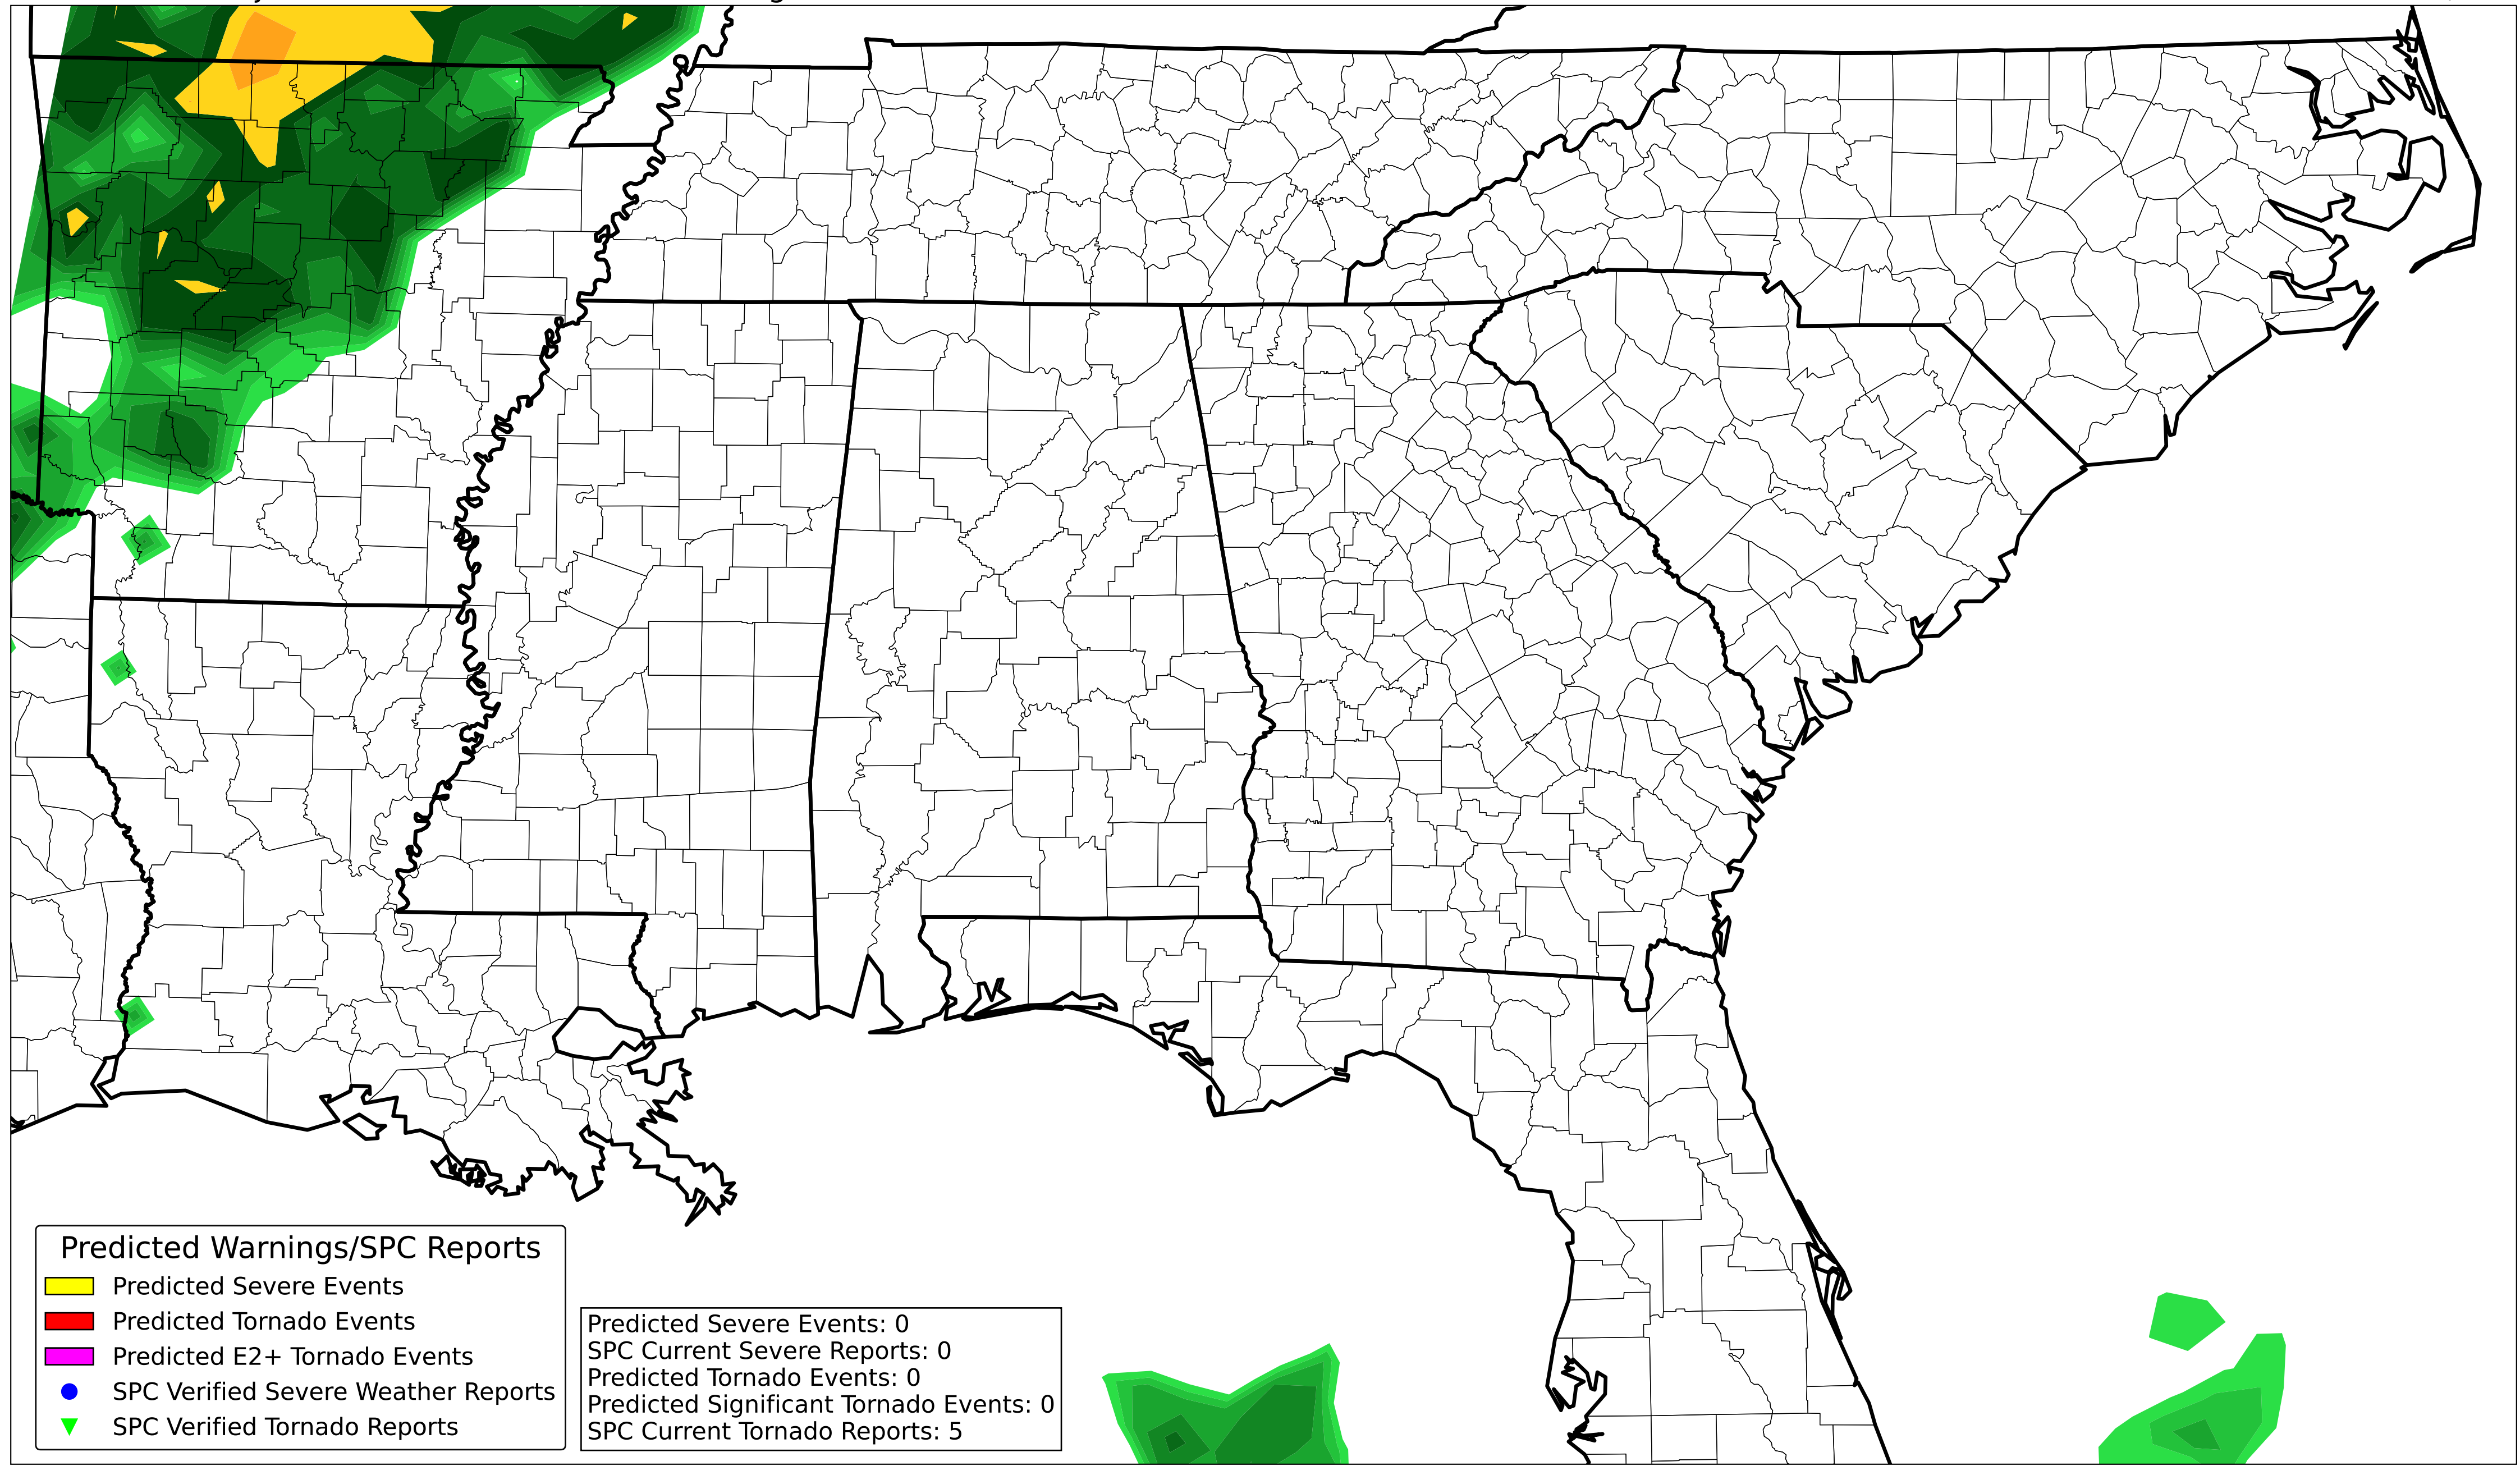 Predicted Warnings/SPC Reports
Predicted Severe Events
Predicted Tornado Events
Predicted E2+ Tornado Events
SPC Verified Severe Weather Reports
SPC Verified Tornado Reports
Predicted Severe Events: 0
SPC Current Severe Reports: 0
Predicted Tornado Events: 0
Predicted Significant Tornado Events: 0
SPC Current Tornado Reports: 5